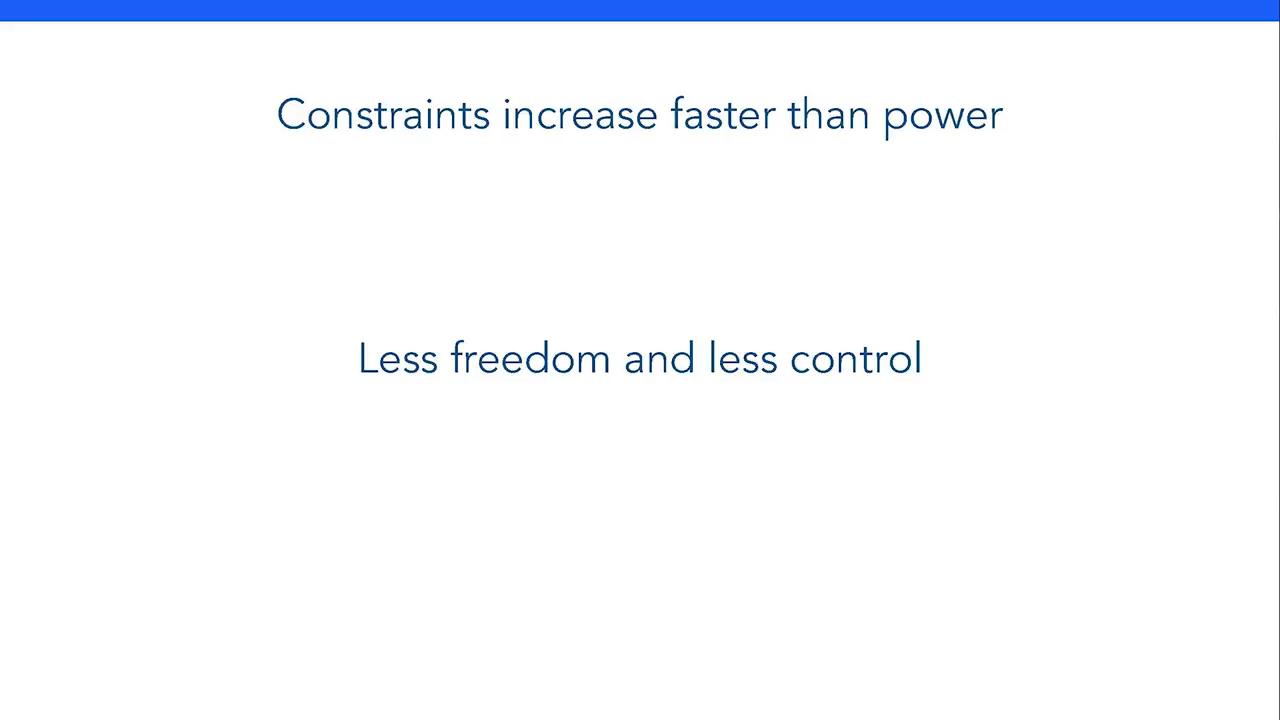 Constraints increase faster than power
Less freedom and less control